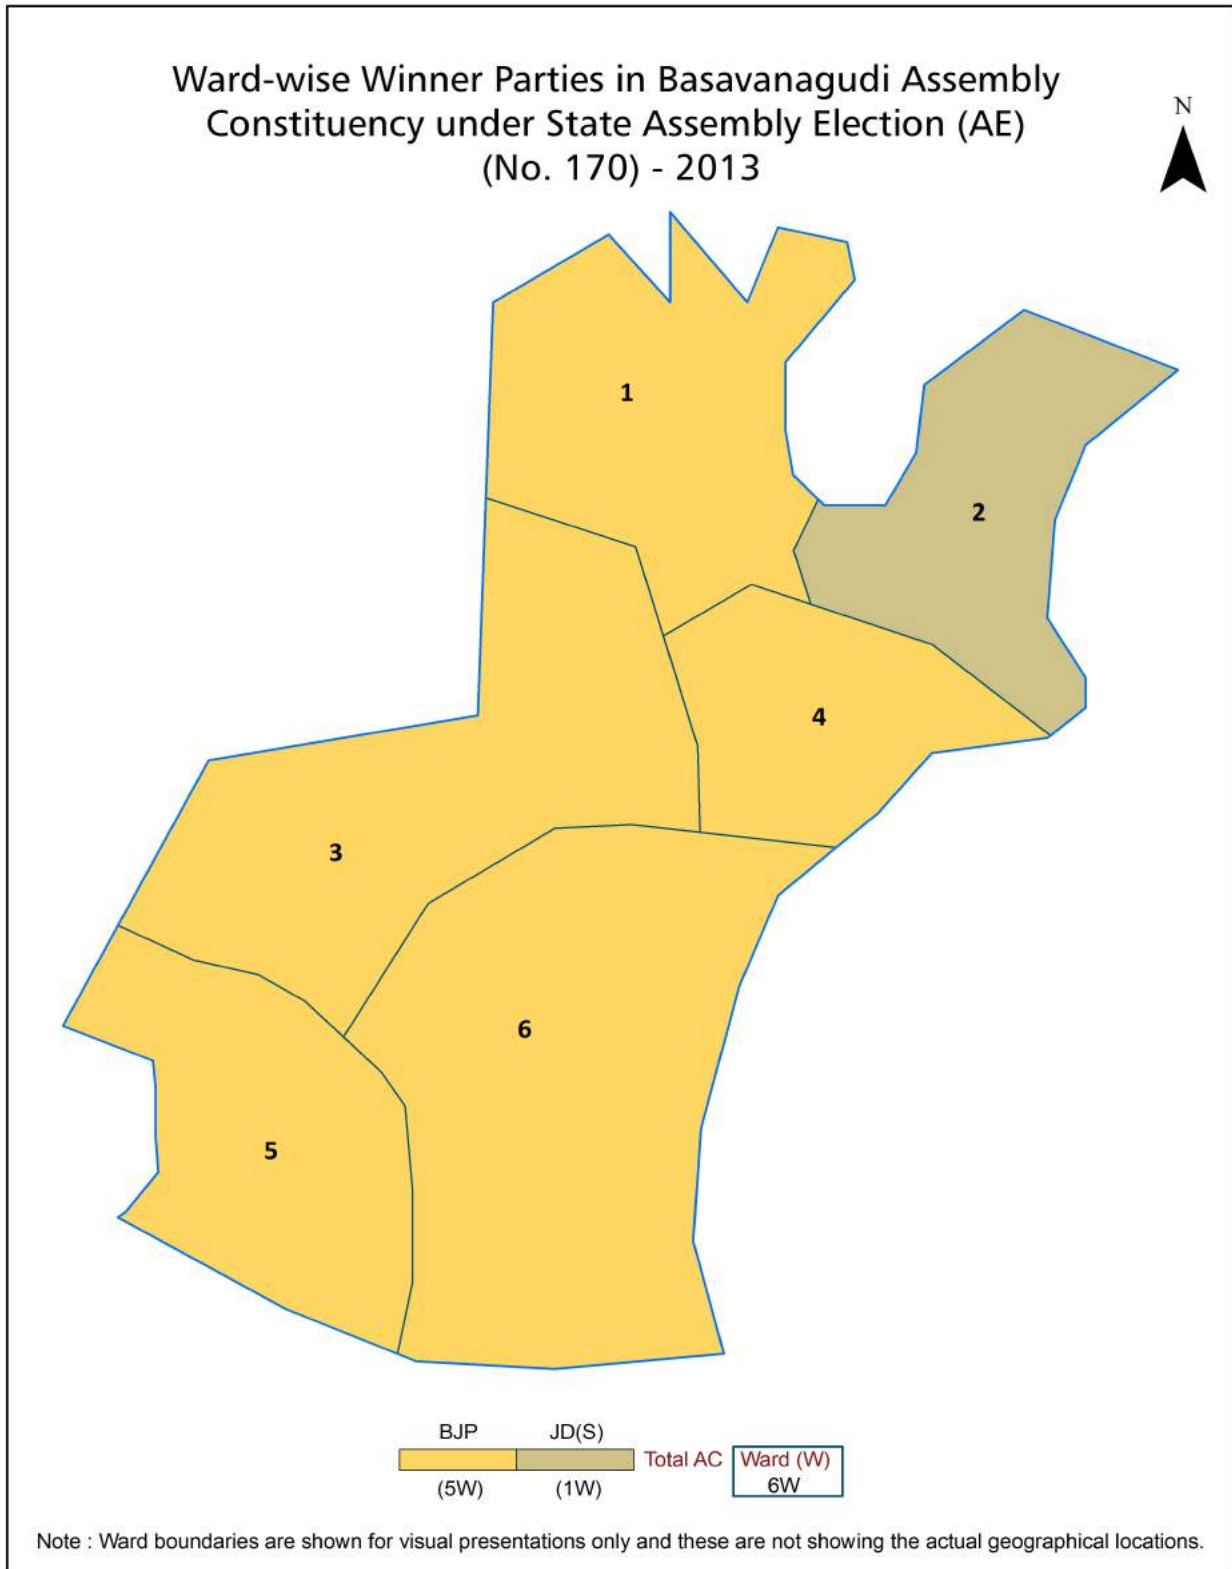 Ward-wise Winner Parties in Basavanagudi Assembly
Constituency under State Assembly Election (AE)
(No. 170) - 2013
N
1
2
4
3
6
5
BJP JD(S)
Total AC Ward (W)
(5W) (1W) 6W
Note : Ward boundaries are shown for visual presentations only and these are not showing the actual geographical locations.